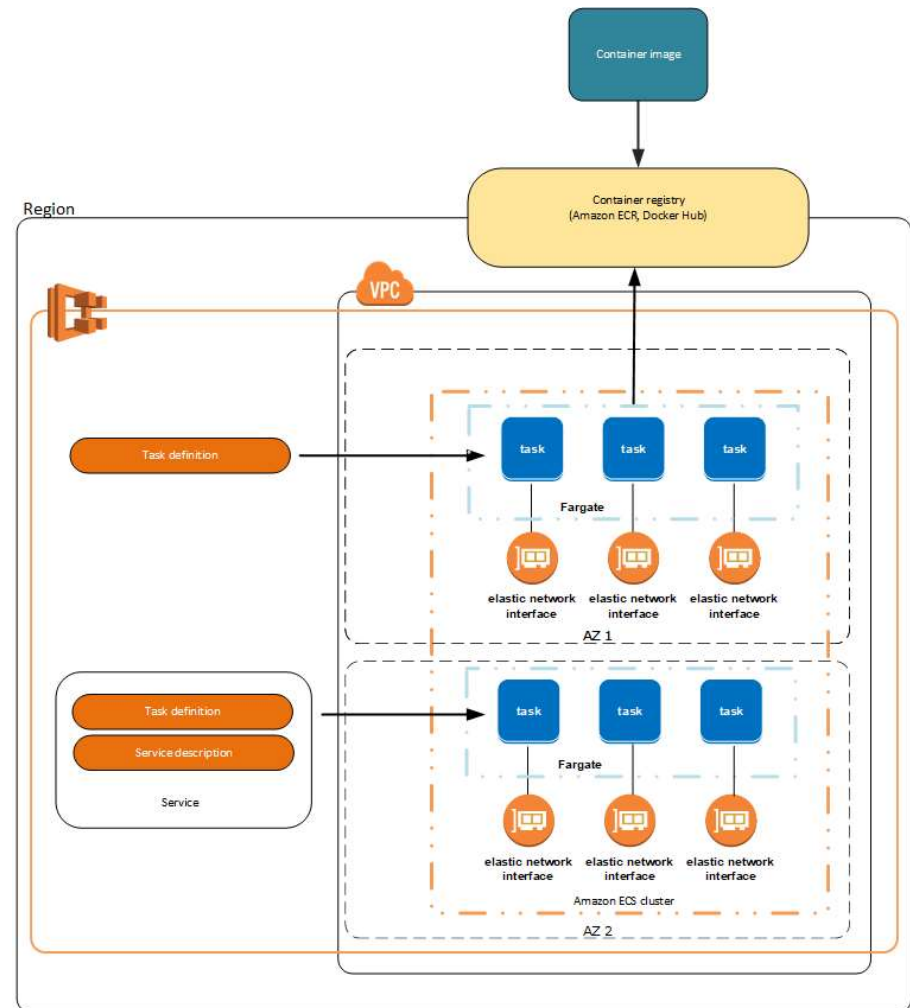 Container image
Container registry
(Amazon ECR, Docker Hub)
Region
VPC
Task definition
task
task
task
Fargate
elastic network
interface
elastic network
interface
elastic network
interface
AZ 1
Task definition
Service description
Service
task
task
task
Fargate
elastic network
interface
elastic network
interface
elastic network
interface
Amazon ECS cluster
AZ 2